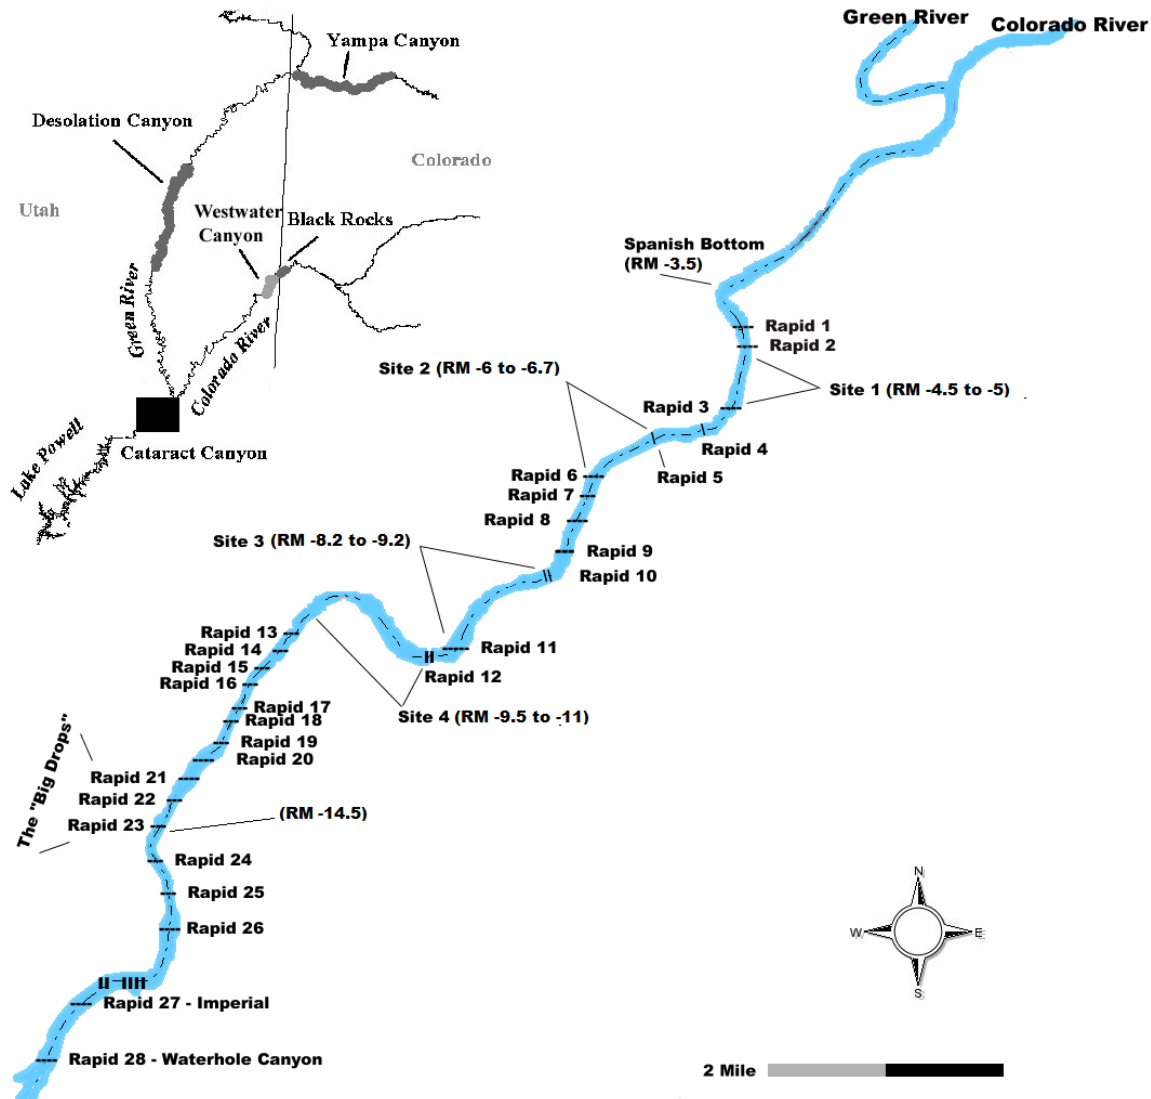 Green River
Colorado River
Yampa Canyon
Desolation Canyon
Colorado
Utah
Westwater
Canyon
Black Rocks
Green River
Colorado River
Lake Powell
Cataract Canyon
Spanish Bottom
(RM -3.5)
Rapid 1
Rapid 2
Site 2 (RM -6 to -6.7)
Site 1 (RM -4.5 to -5)
Rapid 3
Rapid 4
Rapid 5
Rapid 6
Rapid 7
Rapid 8
Site 3 (RM -8.2 to -9.2)
Rapid 9
Rapid 10
Rapid 11
Rapid 12
Rapid 13
Rapid 14
Rapid 15
Rapid 16
Site 4 (RM -9.5 to -11)
Rapid 17
Rapid 18
Rapid 19
Rapid 20
The "Big Drops"
Rapid 21
Rapid 22
Rapid 23
(RM -14.5)
Rapid 24
Rapid 25
Rapid 26
Rapid 27 - Imperial
Rapid 28 - Waterhole Canyon
N
W
E
S
2 Mile